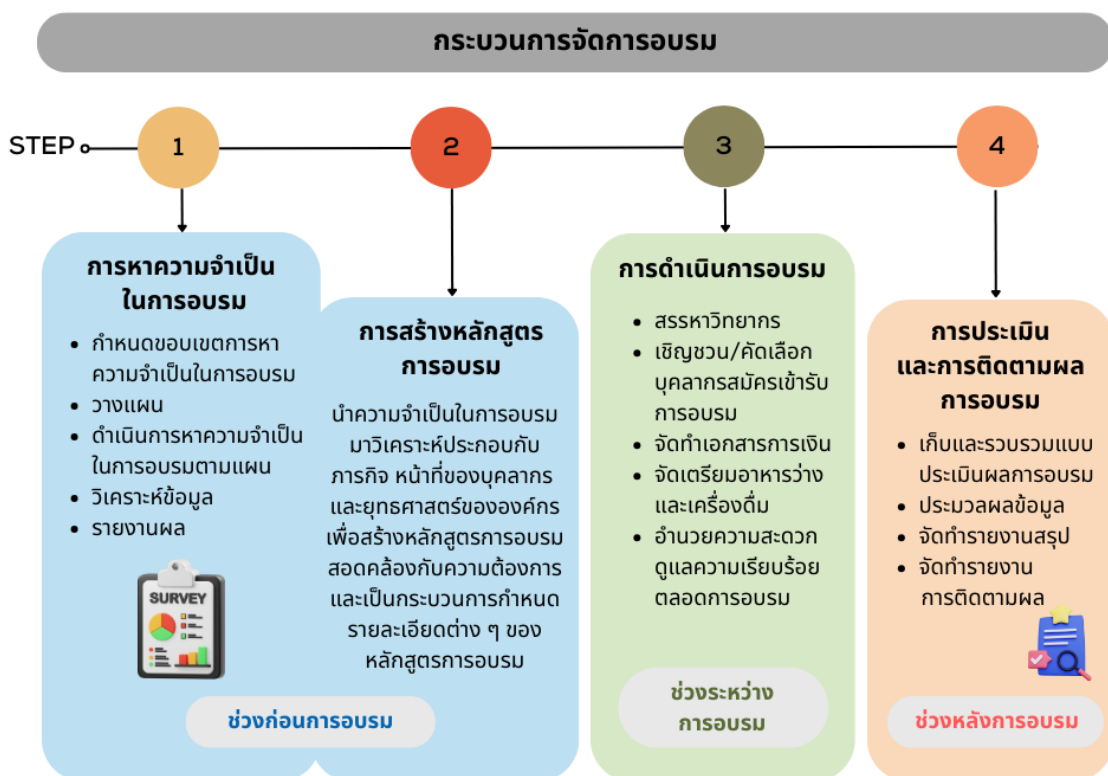 กระบวนการจัดการอบรม
STEP
1
2
3
4
การหาความจำเป็น
ในการอบรม
• กำหนดขอบเขตการหา
ความจำเป็นในการอบรม
• วางแผน
• ดำเนินการหาความจำเป็น
ในการอบรมตามแผน
• วิเคราะห์ข้อมูล
• รายงานผล
SURVEY
การสร้างหลักสูตร
การอบรม
นำความจำเป็นในการอบรม
มาวิเคราะห์ประกอบกับ
ภารกิจ หน้าที่ของบุคลากร
และยุทธศาสตร์ขององค์กร
เพื่อสร้างหลักสูตรการอบรม
สอดคล้องกับความต้องการ
และเป็นกระบวนการกำหนด
รายละเอียดต่าง ๆ ของ
หลักสูตรการอบรม
ช่วงก่อนการอบรม
การดำเนินการอบรม
• สรรหาวิทยากร
• เชิญชวน/คัดเลือก
บุคลากรสมัครเข้ารับ
การอบรม
• จัดทำเอกสารการเงิน
• จัดเตรียมอาหารว่าง
และเครื่องดื่ม
• อำนวยความสะดวก
ดูแลความเรียบร้อย
ตลอดการอบรม
ช่วงระหว่าง
การอบรม
การประเมิน
และการติดตามผล
การอบรม
• เก็บและรวบรวมแบบ
ประเมินผลการอบรม
• ประมวลผลข้อมูล
• จัดทำรายงานสรุป
• จัดทำรายงาน
การติดตามผล
ช่วงหลังการอบรม